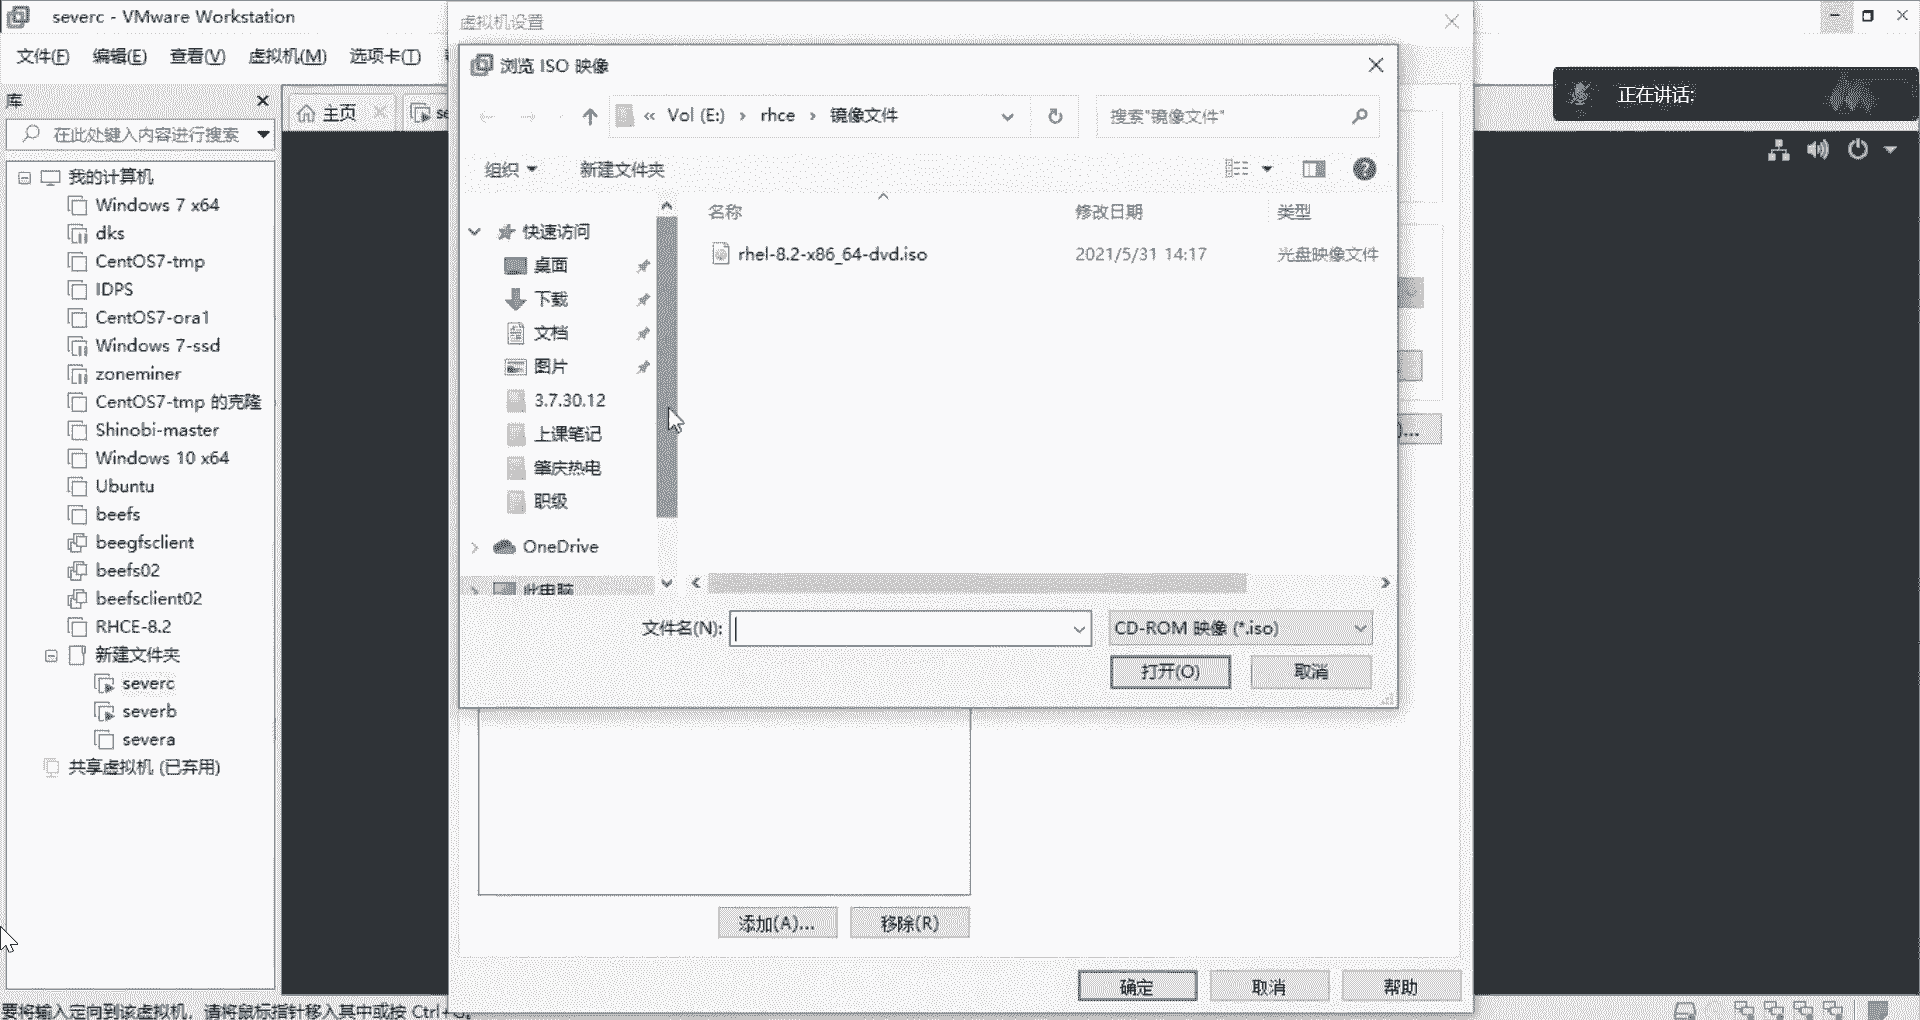 severc - VMware Workstation
文件(F) 编辑(E) 查看(V) 虚拟机(M) 选项卡(T)
库
在此处键入内容进行搜索
我的计算机
Windows 7 x64
dks
CentOS7-tmp
IDPS
CentOS7-ora1
Windows 7-ssd
zoneminer
CentOS7-tmp 的克隆
Shinobi-master
Windows 10 x64
Ubuntu
beefs
beegfsclient
beefs02
beefsclient02
RHCE-8.2
新建文件夹
severc
severb
severa
共享虚拟机 (已弃用)
主页
se
虚拟机设置
浏览 ISO 映像
« Vol (E:) › rhce › 镜像文件
搜索"镜像文件"
组织 新建文件夹
快速访问
桌面
下载
文档
图片
3.7.30.12
上课笔记
肇庆热电
职级
OneDrive
此电脑
名称 修改日期 类型
rhel-8.2-x86_64-dvd.iso 2021/5/31 14:17 光盘映像文件
文件名(N):
CD-ROM 映像 (*.iso)
打开(O) 取消
)...
添加(A)... 移除(R)
确定 取消 帮助
正在讲话:
要将输入定向到该虚拟机，请将鼠标指针移入其中或按 Ctrl+G。